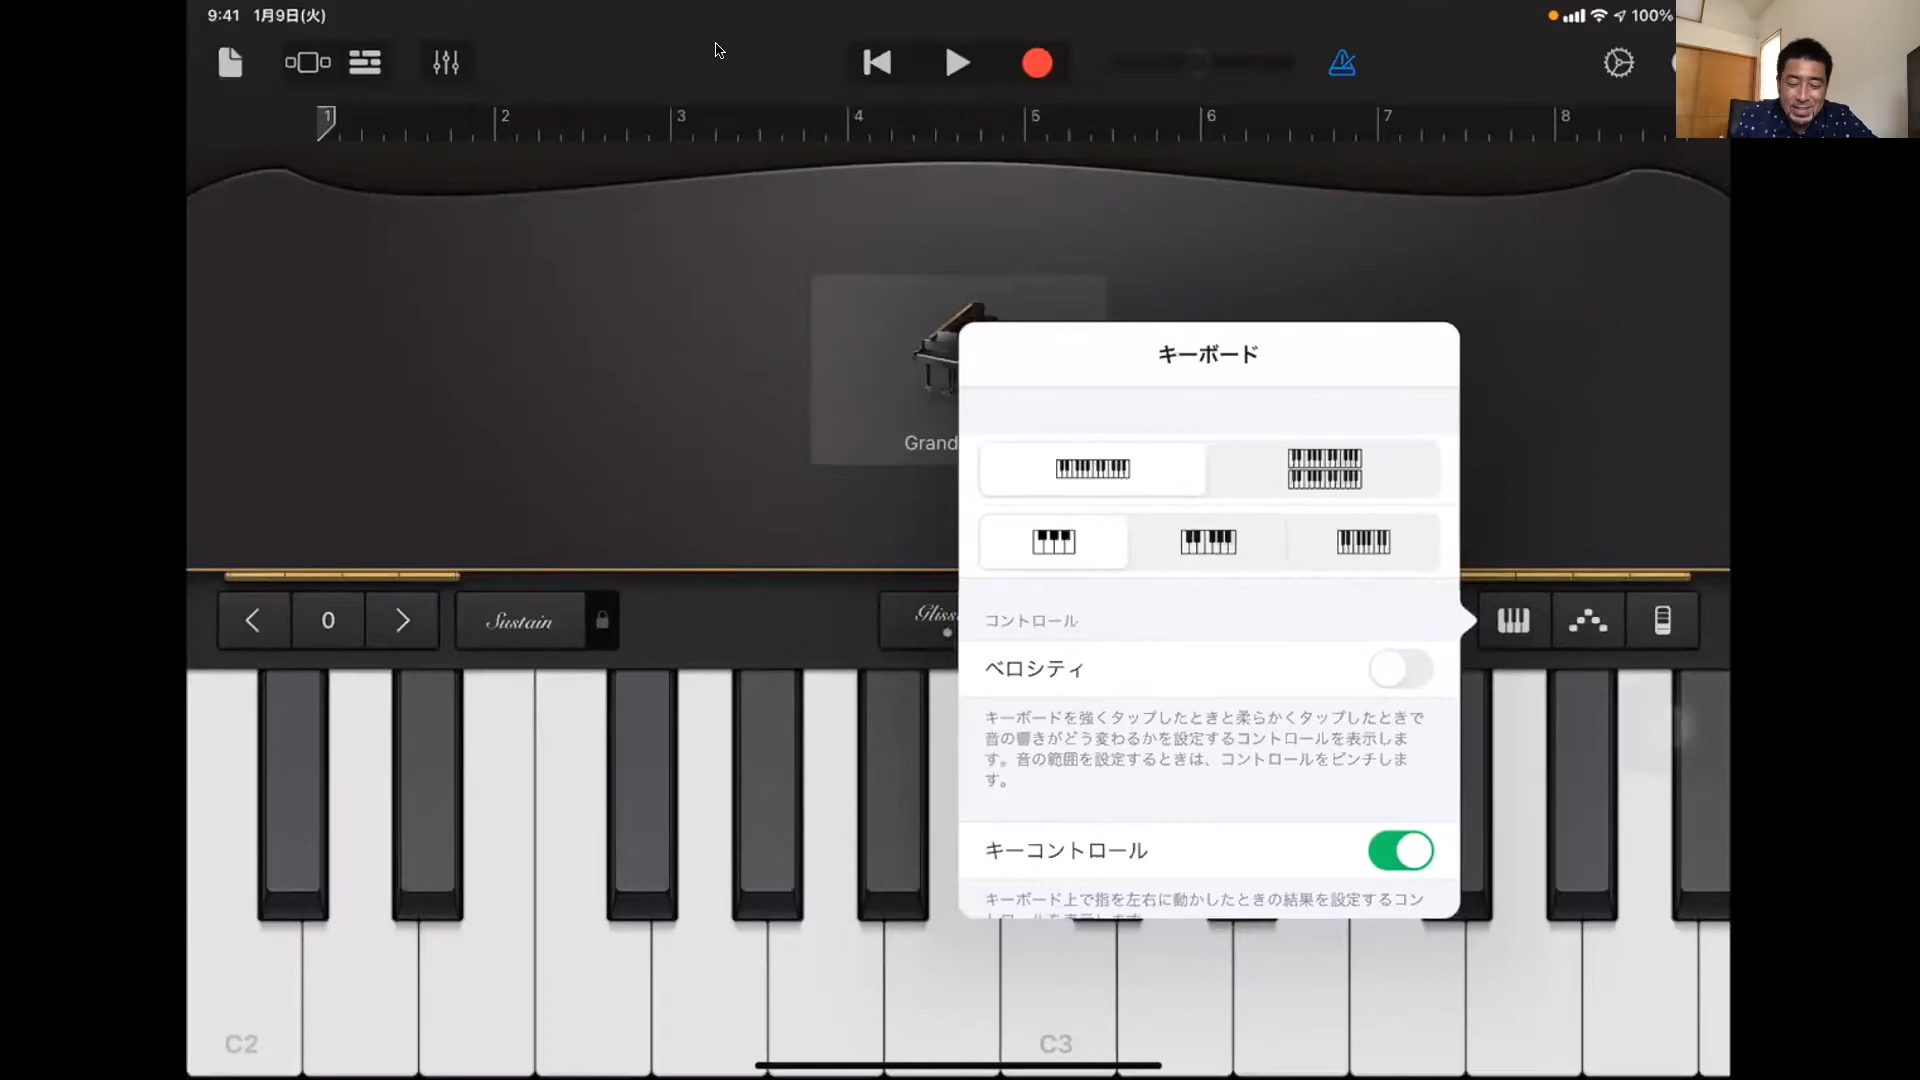 9:41 1月9日(火)
100%
1 2 3 4 5 6 7 8
Grand
キーボード
0
Sustain
コントロール
ベロシティ
キーボードを強くタップしたときと柔らかくタップしたときで
音の響きがどう変わるかを設定するコントロールを表示しま
す。音の範囲を設定するときは、コントロールをピンチしま
す。
キーコントロール
キーボード上で指を左右に動かしたときの結果を設定するコン
C2 C3